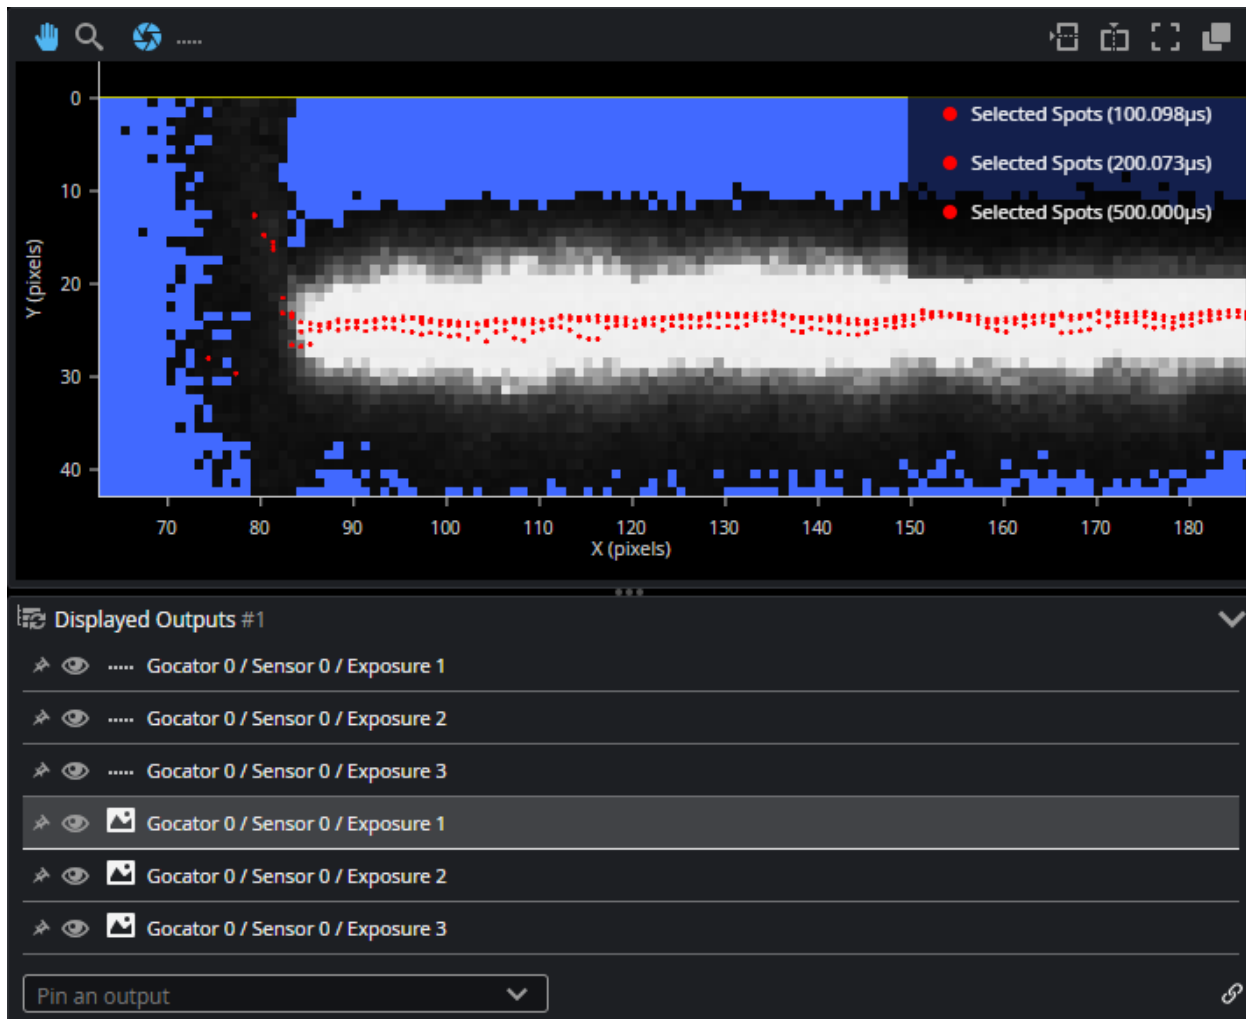 0
10
20
30
40
Y (pixels)
Selected Spots (100.098µs)
Selected Spots (200.073µs)
Selected Spots (500.000µs)
70 80 90 100 110 120 130 140 150 160 170 180
X (pixels)
Displayed Outputs #1
Gocator 0 / Sensor 0 / Exposure 1
Gocator 0 / Sensor 0 / Exposure 2
Gocator 0 / Sensor 0 / Exposure 3
Gocator 0 / Sensor 0 / Exposure 1
Gocator 0 / Sensor 0 / Exposure 2
Gocator 0 / Sensor 0 / Exposure 3
Pin an output